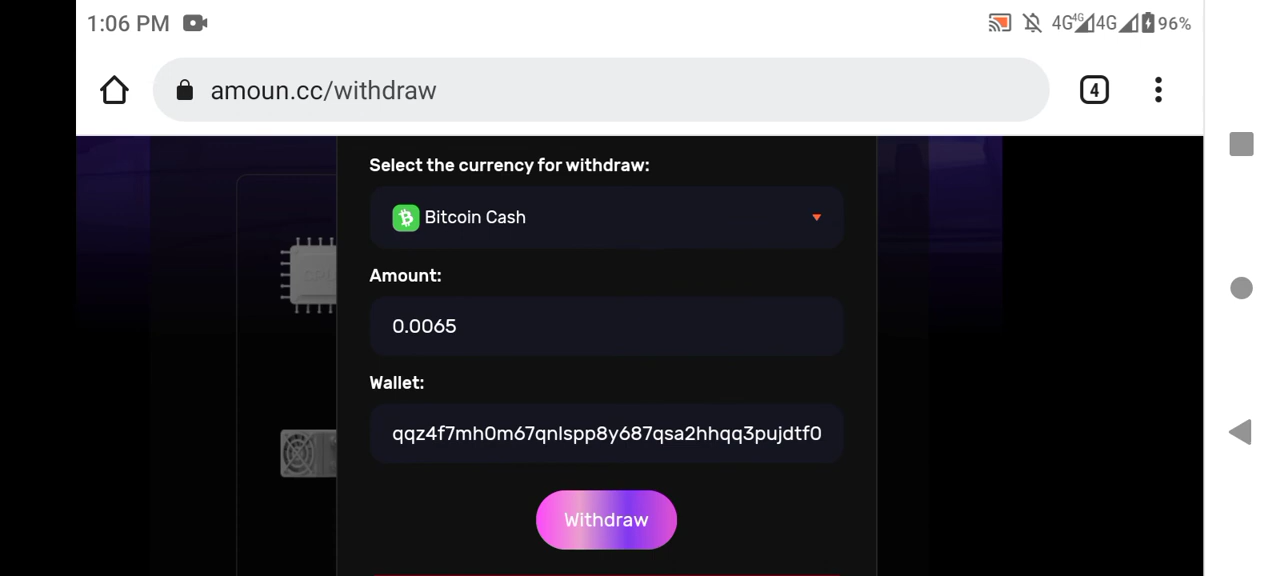 1:06 PM 4G 4G 4G 96%
amoun.cc/withdraw 4
Select the currency for withdraw:
Bitcoin Cash
Amount:
0.0065
Wallet:
qqz4f7mh0m67qnlspp8y687qsa2hhqq3pujdtf0
Withdraw